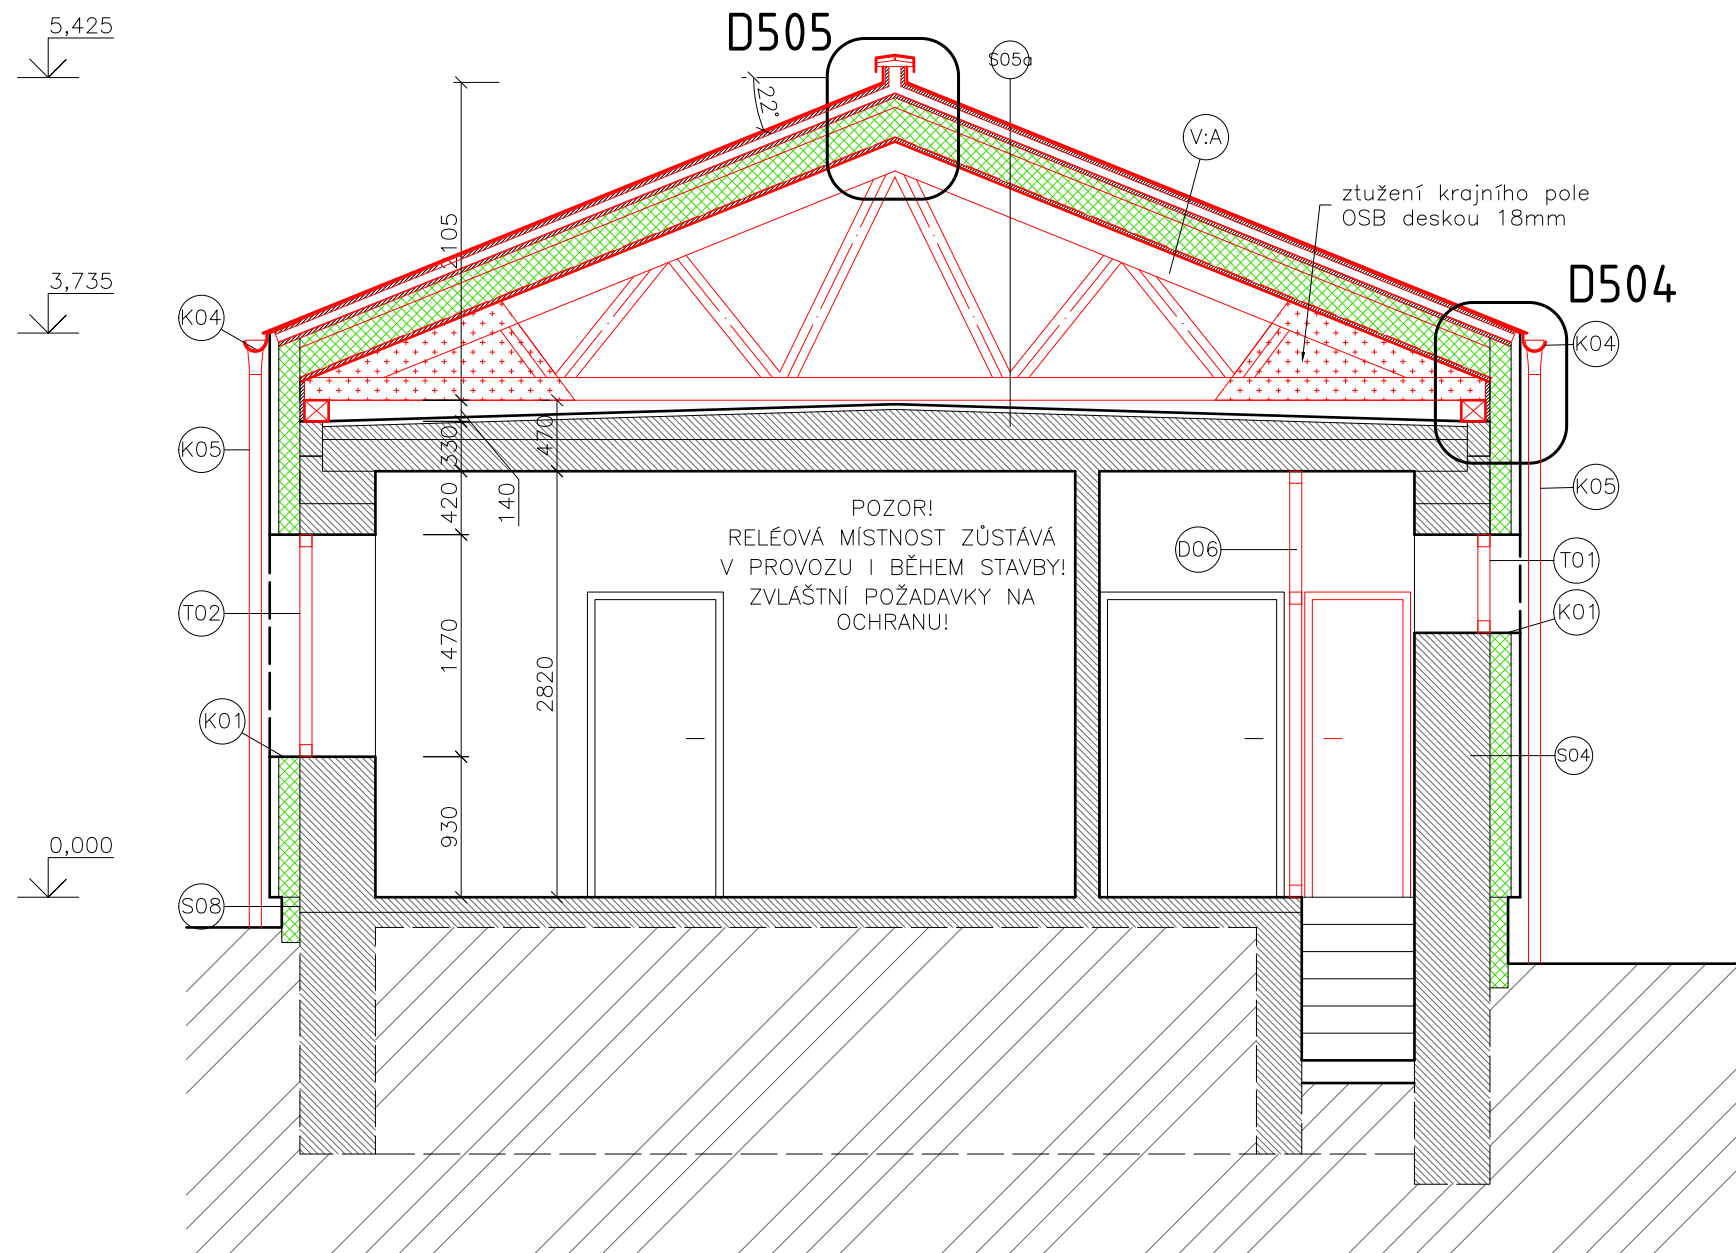 5,425
D505
S05a
22°
V:A
ztužení krajního pole
OSB deskou 18mm
2105
3,735
D504
K04
K04
K05
330
470
420
140
K05
POZOR!
RELÉOVÁ MÍSTNOST ZŮSTÁVÁ
V PROVOZU I BĚHEM STAVBY!
ZVLÁŠTNÍ POŽADAVKY NA
OCHRANU!
D06
T01
T02
K01
1470
2820
K01
S04
930
0,000
S08